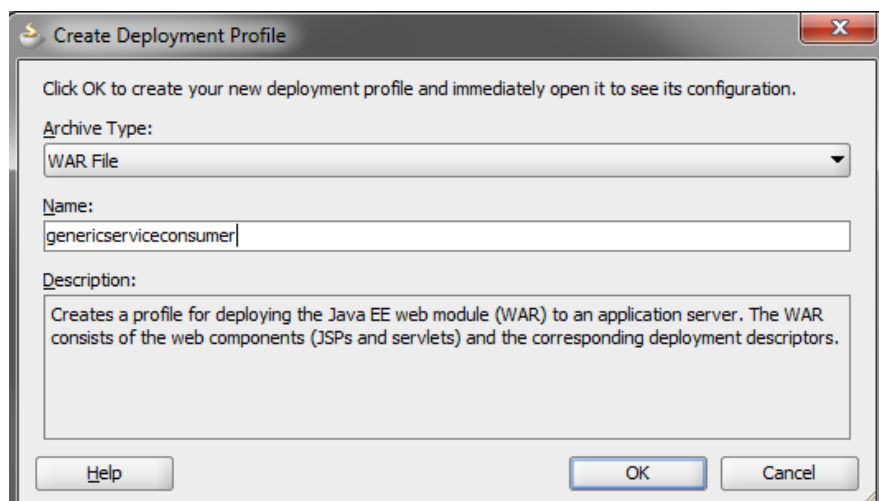 Create Deployment Profile
Click OK to create your new deployment profile and immediately open it to see its configuration.
Archive Type:
WAR File
Name:
genericserviceconsumer
Description:
Creates a profile for deploying the Java EE web module (WAR) to an application server. The WAR
consists of the web components (JSPs and servlets) and the corresponding deployment descriptors.
Help
OK
Cancel